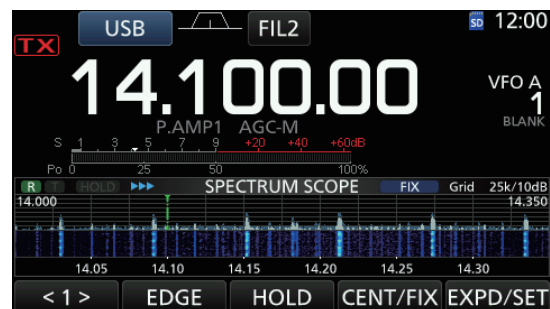 USB FIL2 SD 12:00
TX
14.100.00 VFO A
1
P.AMP1 AGC-M BLANK
S 1 3 5 7 9 +20 +40 +60dB
Po 0 25 50 100%
R T HOLD SPECTRUM SCOPE FIX Grid 25k/10dB
14.000 T 14.350
14.05 14.10 14.15 14.20 14.25 14.30
< 1 > EDGE HOLD CENT/FIX EXPD/SET